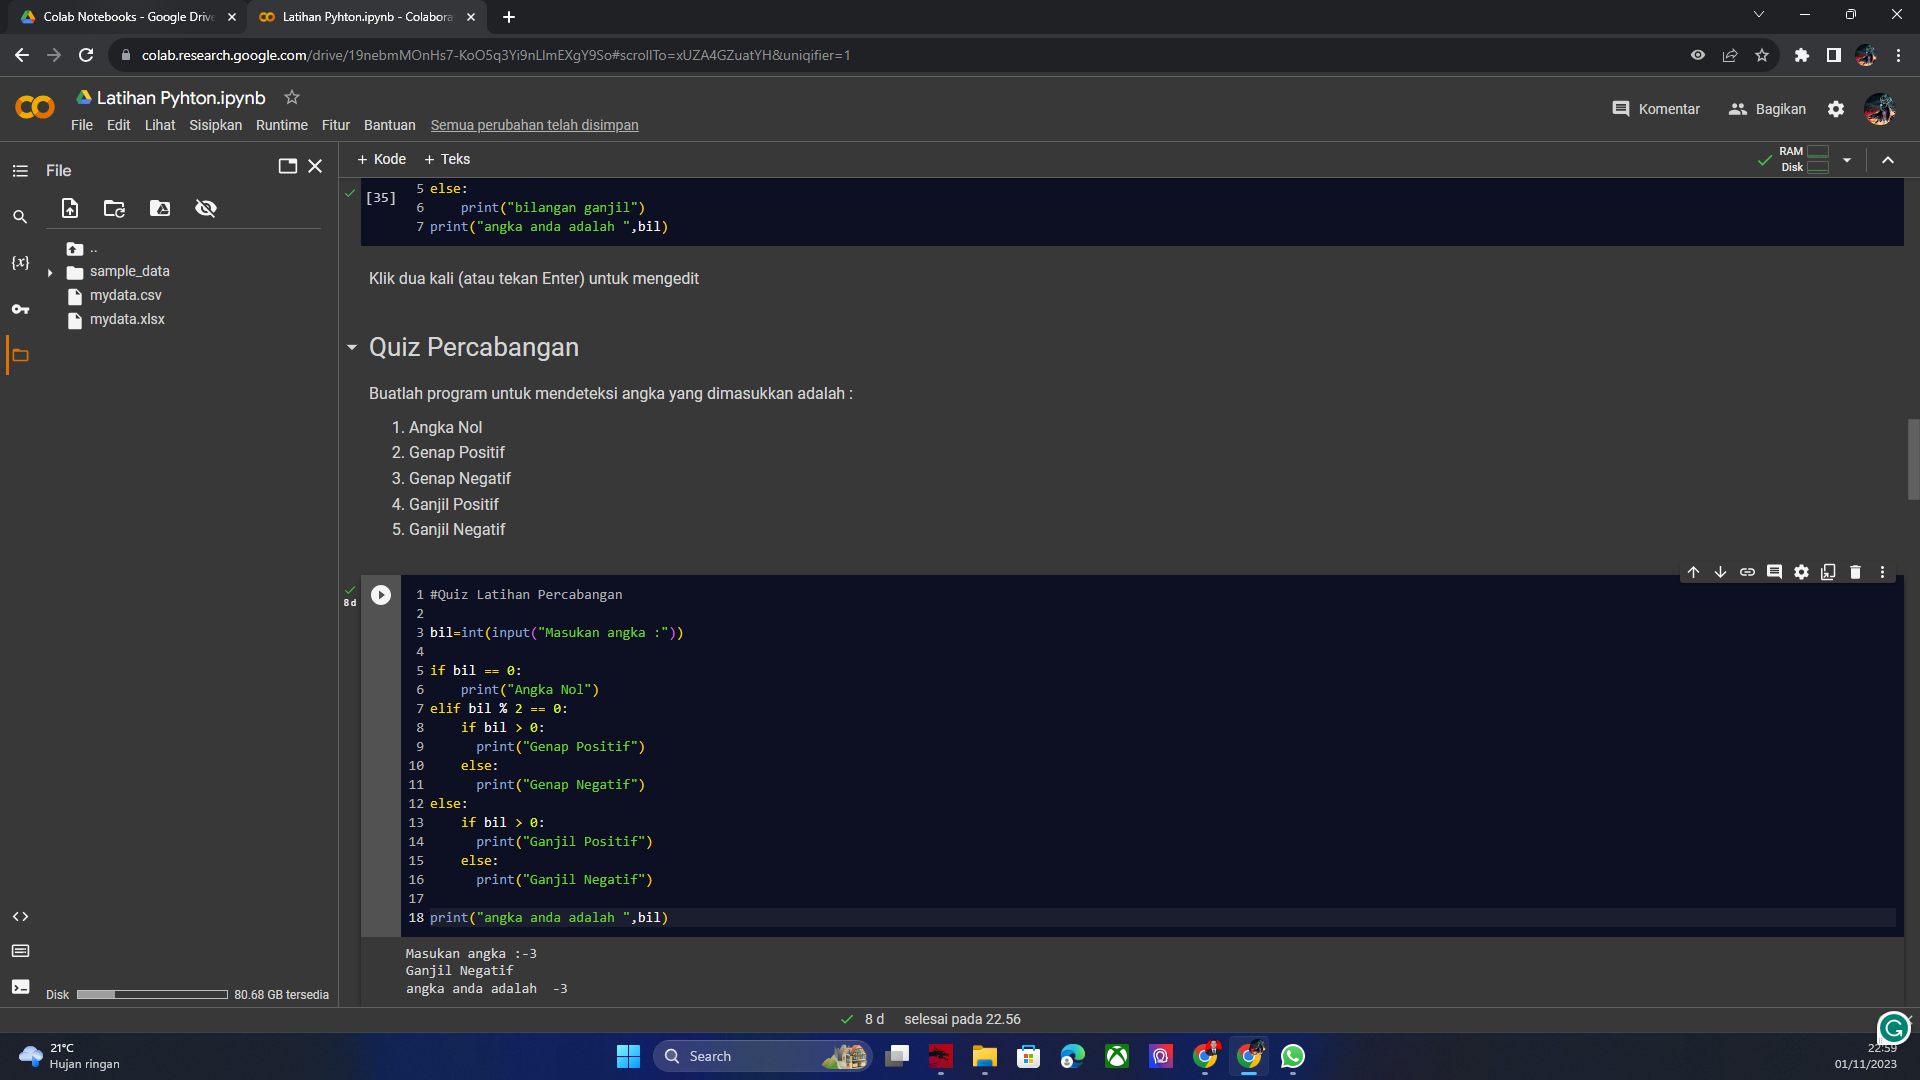 Colab Notebooks - Google Drive
Latihan Pyhton.ipynb - Colabora
colab.research.google.com/drive/19nebmMOnHs7-KoO5q3Yi9nLImEXgY9So#scrollTo=xUZA4GZuatYH&uniqifier=1
Latihan Pyhton.ipynb
Komentar
Bagikan
File Edit Lihat Sisipkan Runtime Fitur Bantuan Semua perubahan telah disimpan
File
+ Kode + Teks
RAM
Disk
..
sample_data
mydata.csv
mydata.xlsx
{x}
[35]
5 else:
6     print("bilangan ganjil")
7 print("angka anda adalah ",bil)
Klik dua kali (atau tekan Enter) untuk mengedit
Quiz Percabangan
Buatlah program untuk mendeteksi angka yang dimasukkan adalah :
1. Angka Nol
2. Genap Positif
3. Genap Negatif
4. Ganjil Positif
5. Ganjil Negatif
8 d
1 #Quiz Latihan Percabangan
2
3 bil=int(input("Masukan angka :"))
4
5 if bil == 0:
6     print("Angka Nol")
7 elif bil % 2 == 0:
8     if bil > 0:
9       print("Genap Positif")
10     else:
11       print("Genap Negatif")
12 else:
13     if bil > 0:
14       print("Ganjil Positif")
15     else:
16       print("Ganjil Negatif")
17
18 print("angka anda adalah ",bil)
Masukan angka :-3
Ganjil Negatif
angka anda adalah  -3
Disk 80.68 GB tersedia
8 d selesai pada 22.56
21°C
Hujan ringan
Search
22:59
01/11/2023